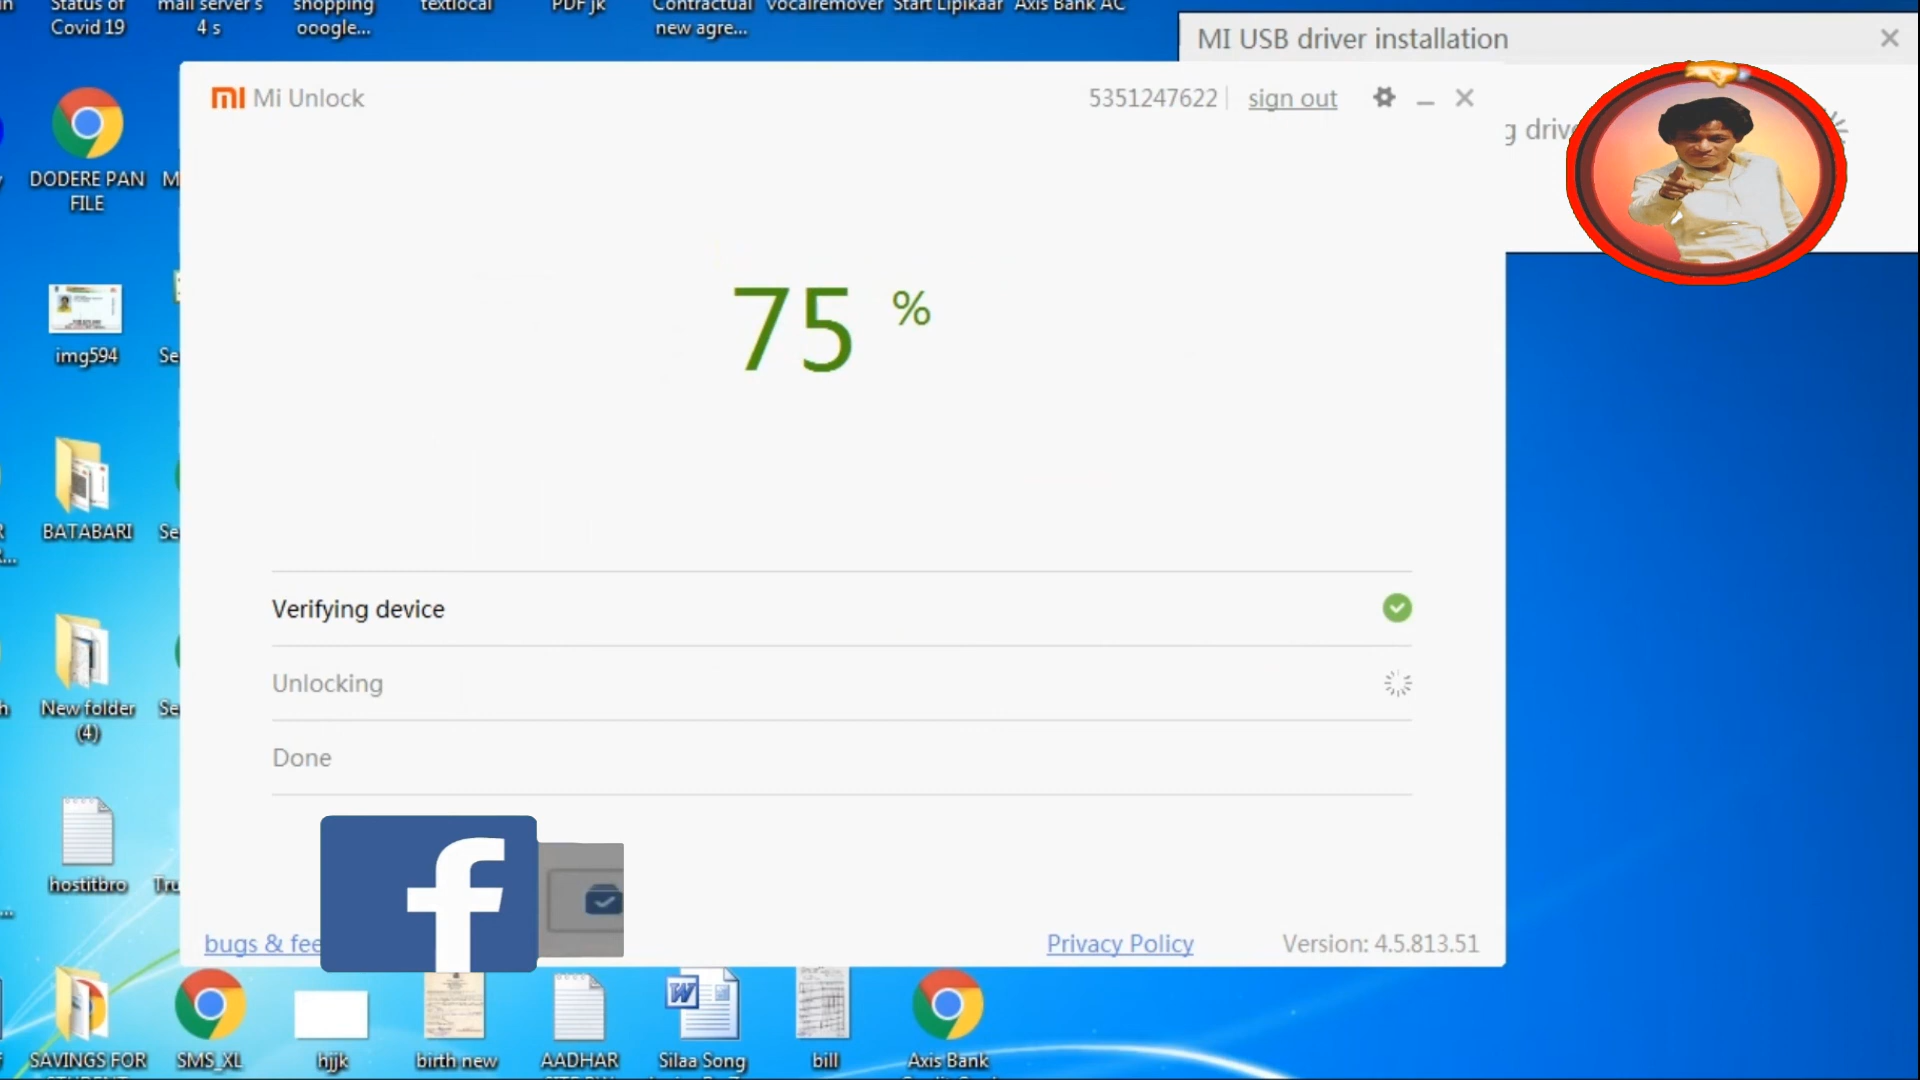 Status of
Covid 19
mail server's
4 s
shopping
ooogle...
textlocal
PDF jk
Contractual
new agre...
vocalremover
Start Lipikaar
Axis Bank AC
MI USB driver installation
mi Mi Unlock
5351247622
sign out
g driv
DODERE PAN
FILE
img594
BATABARI
New folder
(4)
hostitbro
75 %
Verifying device
Unlocking
Done
bugs & fee
Privacy Policy
Version: 4.5.813.51
SAVINGS FOR
SMS_XL
hjjk
birth new
AADHAR
Silaa Song
bill
Axis Bank